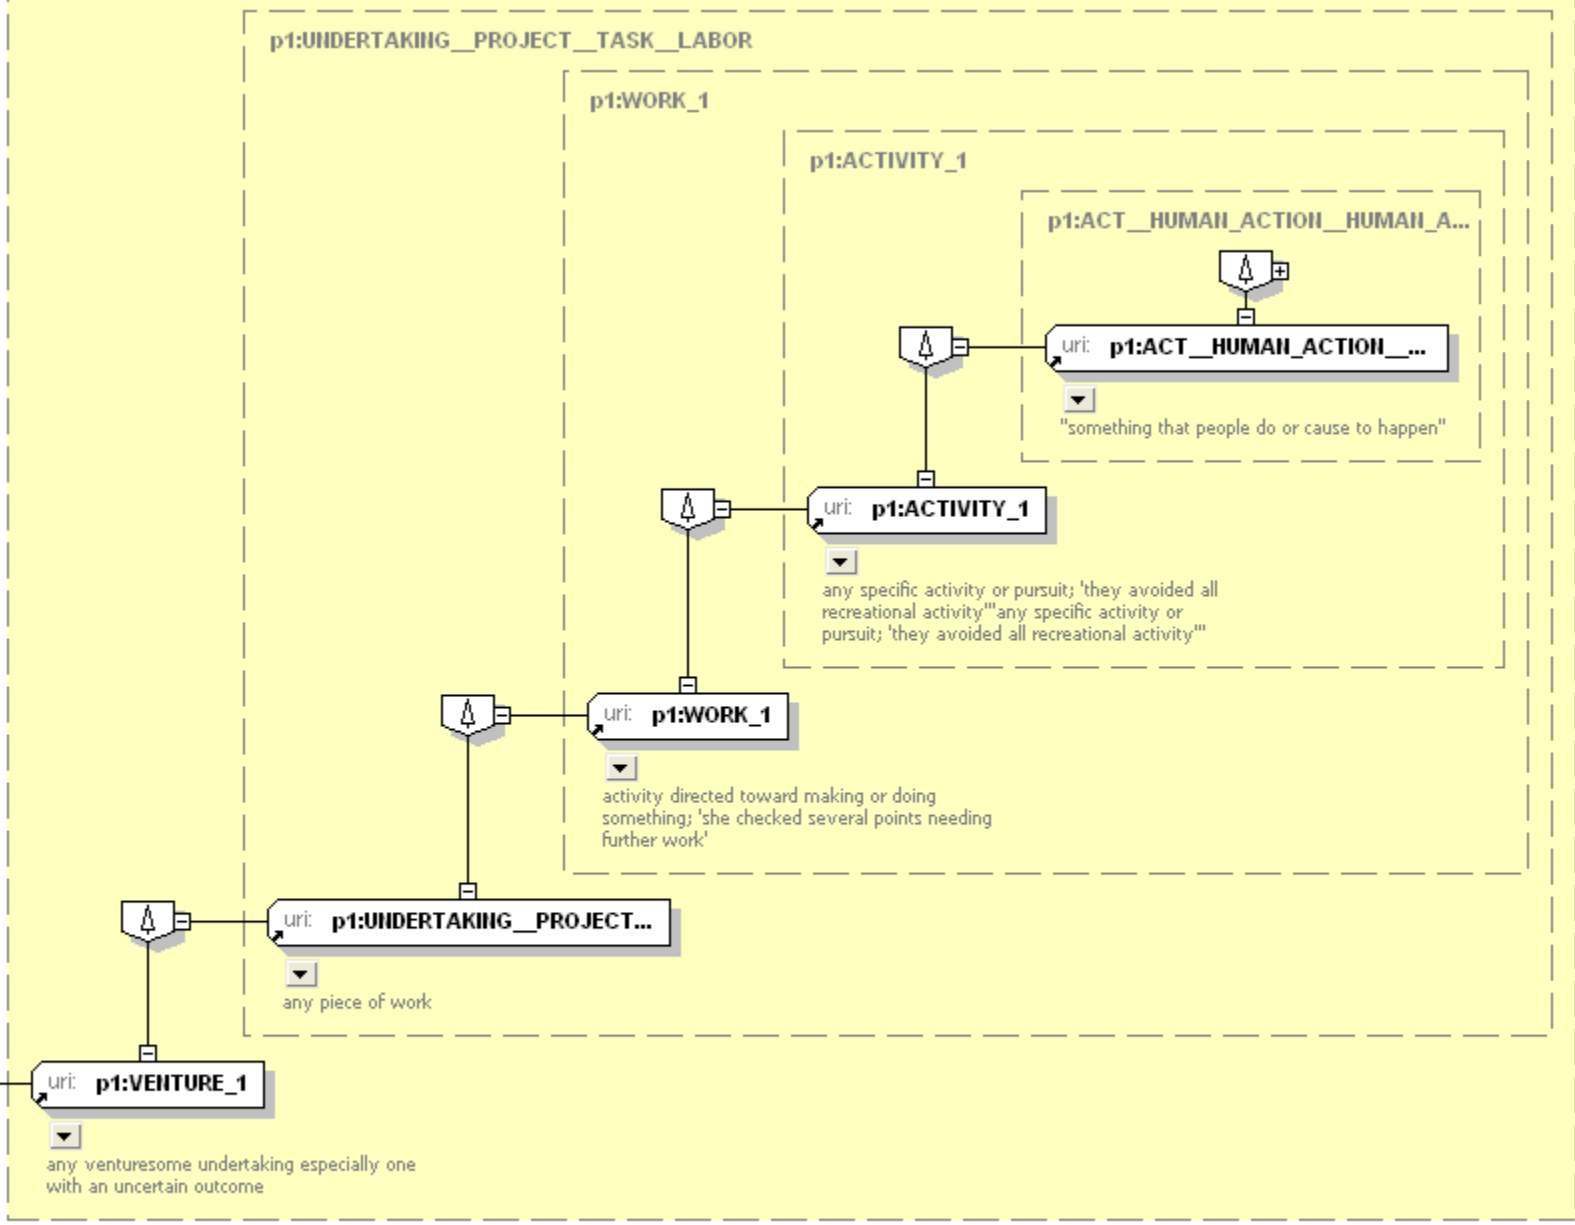 p1:UNDERTAKING__PROJECT__TASK__LABOR
p1:WORK_1
p1:ACTIVITY_1
p1:ACT__HUMAN_ACTION__HUMAN_A...
uri: p1:ACT__HUMAN_ACTION__...
"something that people do or cause to happen"
uri: p1:ACTIVITY_1
any specific activity or pursuit; 'they avoided all
recreational activity'"'any specific activity or
pursuit; 'they avoided all recreational activity'"
uri: p1:WORK_1
activity directed toward making or doing
something; 'she checked several points needing
further work'
uri: p1:UNDERTAKING__PROJECT...
any piece of work
uri: p1:VENTURE_1
any venturesome undertaking especially one
with an uncertain outcome